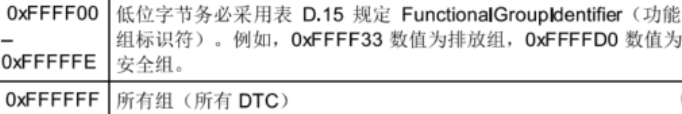 0xFFFF00 低位字节务必采用表 D.15 规定 FunctionalGroupIdentifier（功能
– 组标识符）。例如，0xFFFF33 数值为排放组，0xFFFFD0 数值为
0xFFFFFE 安全组。
0xFFFFFF 所有组（所有 DTC）